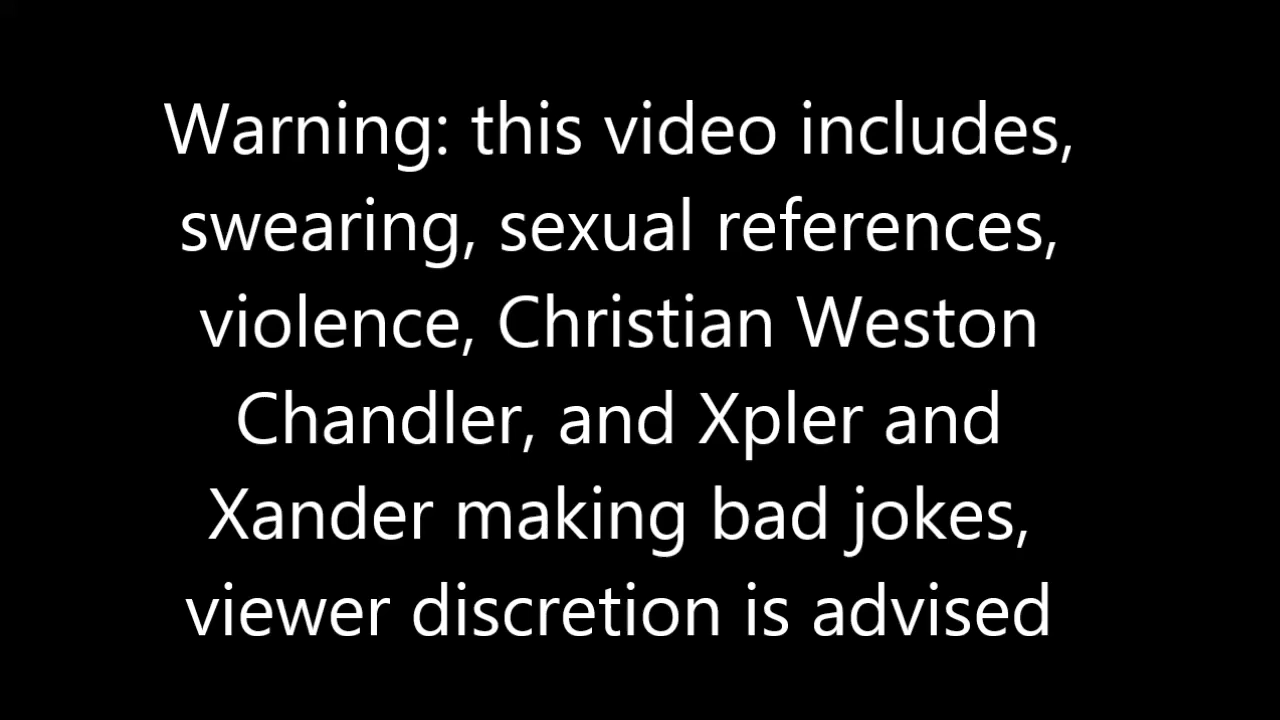 Warning: this video includes,
swearing, sexual references,
violence, Christian Weston
Chandler, and Xpler and
Xander making bad jokes,
viewer discretion is advised